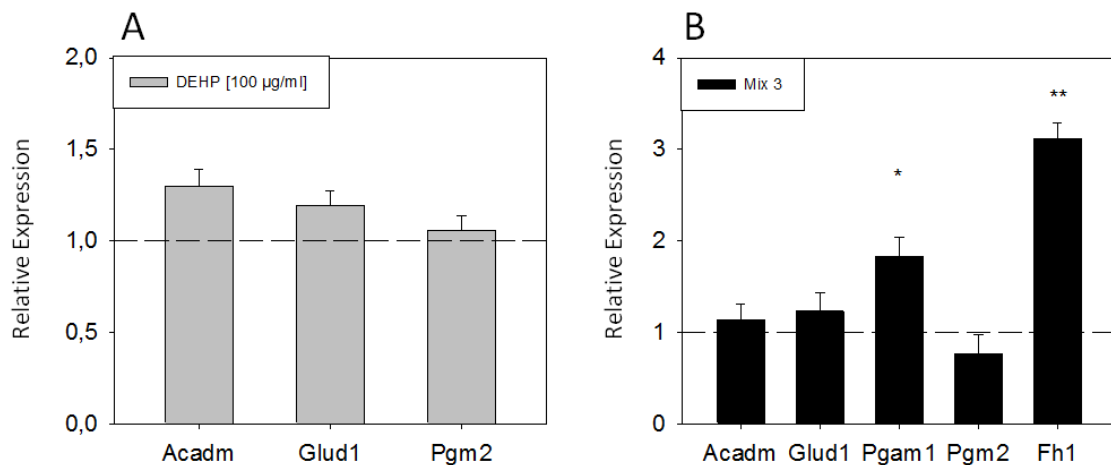 A
2,0
DEHP [100 µg/ml]
1,5
1,0
0,5
0,0
Relative Expression
Acadm Glud1 Pgm2
B
4
Mix 3
**
3
*
2
1
0
Relative Expression
Acadm Glud1 Pgam1 Pgm2 Fh1